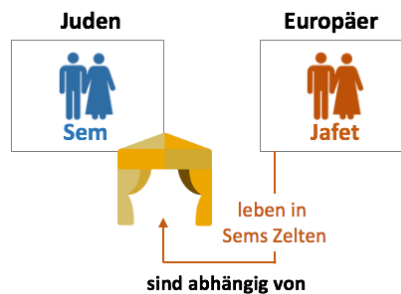 Juden
Europäer
Sem
Jafet
leben in
Sems Zelten
sind abhängig von